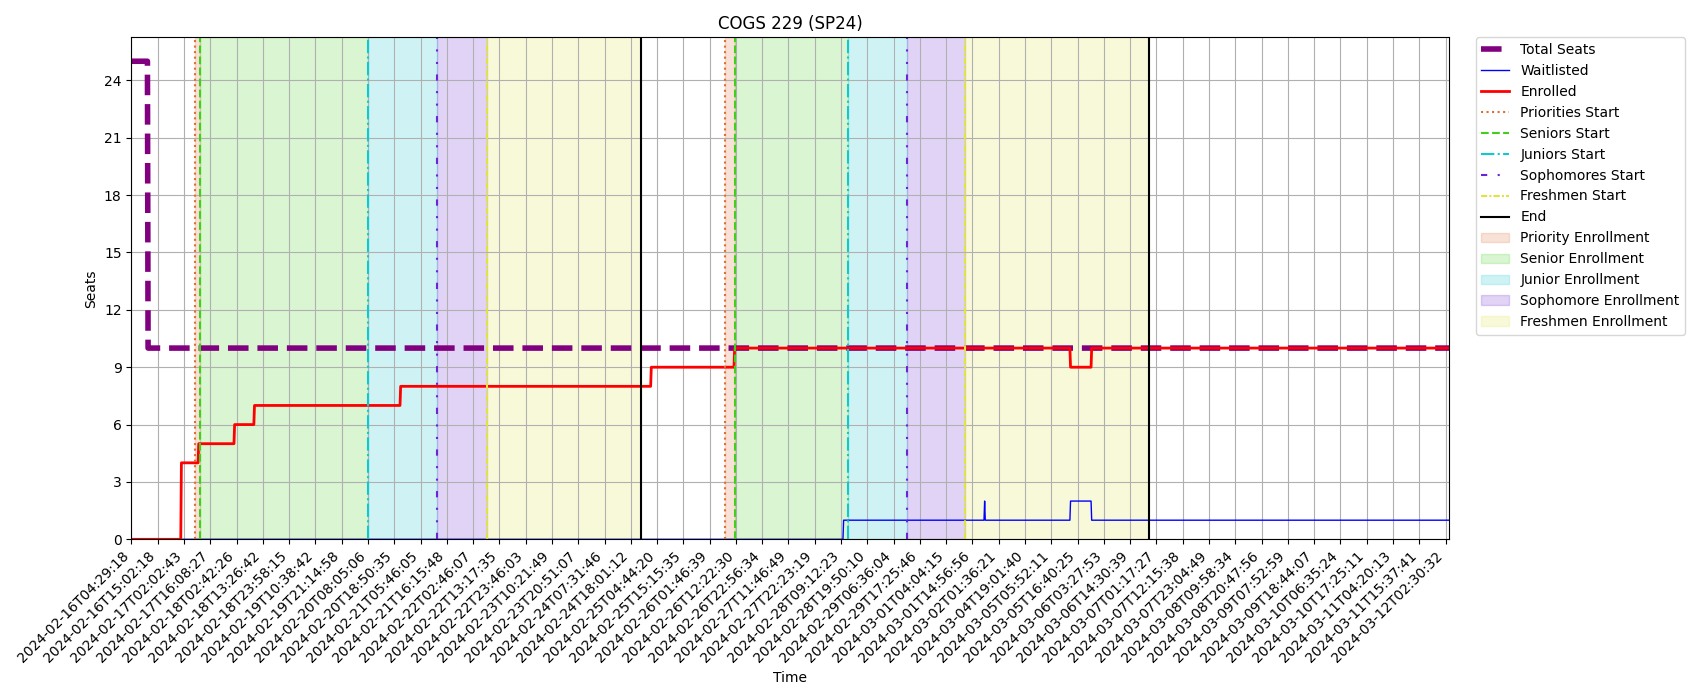 COGS 229 (SP24)
Seats
24
21
18
15
12
9
6
3
0
2024-02-16T04:29:18
2024-02-16T15:02:18
2024-02-17T02:02:43
2024-02-17T16:08:27
2024-02-18T02:42:26
2024-02-18T13:26:42
2024-02-18T23:58:15
2024-02-19T10:38:42
2024-02-19T21:14:58
2024-02-20T08:05:06
2024-02-20T18:50:35
2024-02-21T05:46:05
2024-02-21T16:15:48
2024-02-22T02:46:07
2024-02-22T13:17:35
2024-02-22T23:46:03
2024-02-23T10:21:49
2024-02-23T20:51:07
2024-02-24T07:31:46
2024-02-24T18:01:12
2024-02-25T04:44:20
2024-02-25T15:15:35
2024-02-26T01:46:39
2024-02-26T12:22:30
2024-02-26T22:56:34
2024-02-27T11:46:49
2024-02-27T22:23:19
2024-02-28T09:12:23
2024-02-28T19:50:10
2024-02-29T06:36:04
2024-02-29T17:25:46
2024-03-01T04:04:15
2024-03-01T14:56:56
2024-03-02T01:36:21
2024-03-04T19:01:40
2024-03-05T05:52:11
2024-03-05T16:40:25
2024-03-06T03:27:53
2024-03-06T14:30:39
2024-03-07T01:17:27
2024-03-07T12:15:38
2024-03-07T23:04:49
2024-03-08T09:58:34
2024-03-08T20:47:56
2024-03-09T07:52:59
2024-03-09T18:44:07
2024-03-10T06:35:24
2024-03-10T17:25:11
2024-03-11T04:20:13
2024-03-11T15:37:41
2024-03-12T02:30:32
Time
Total Seats
Waitlisted
Enrolled
Priorities Start
Seniors Start
Juniors Start
Sophomores Start
Freshmen Start
End
Priority Enrollment
Senior Enrollment
Junior Enrollment
Sophomore Enrollment
Freshmen Enrollment